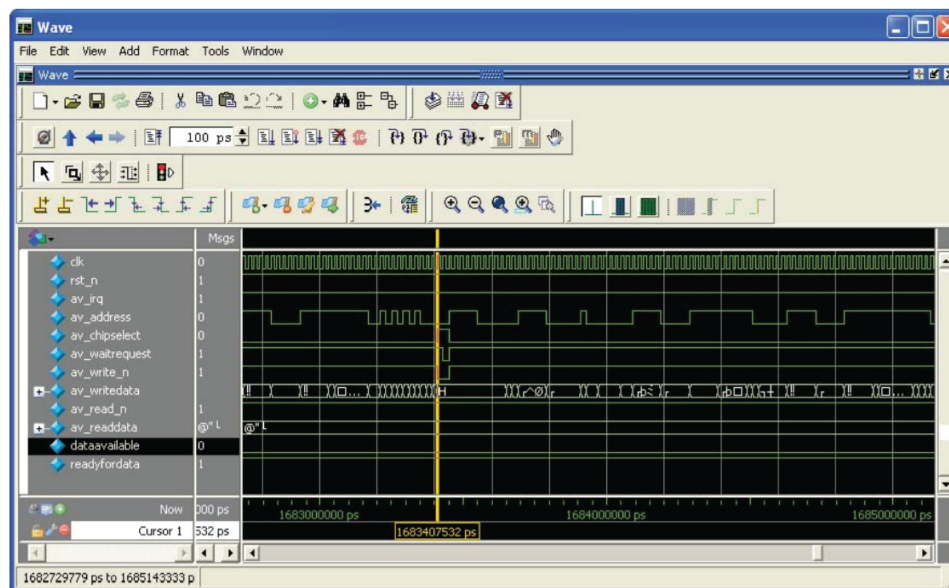 Wave
File Edit View Add Format Tools Window
Wave
100 ps
Msgs
clk 0
rst_n 1
av_irq 1
av_address 0
av_chipselect 0
av_waitrequest 1
av_write_n 1
av_writedata H
av_read_n 1
av_readdata @"└ @"└
dataavailable 0
readyfordata 1
Now 000 ps 1683000000 ps 1684000000 ps 1685000000 ps
Cursor 1 532 ps 1683407532 ps
1682729779 ps to 1685143333 p